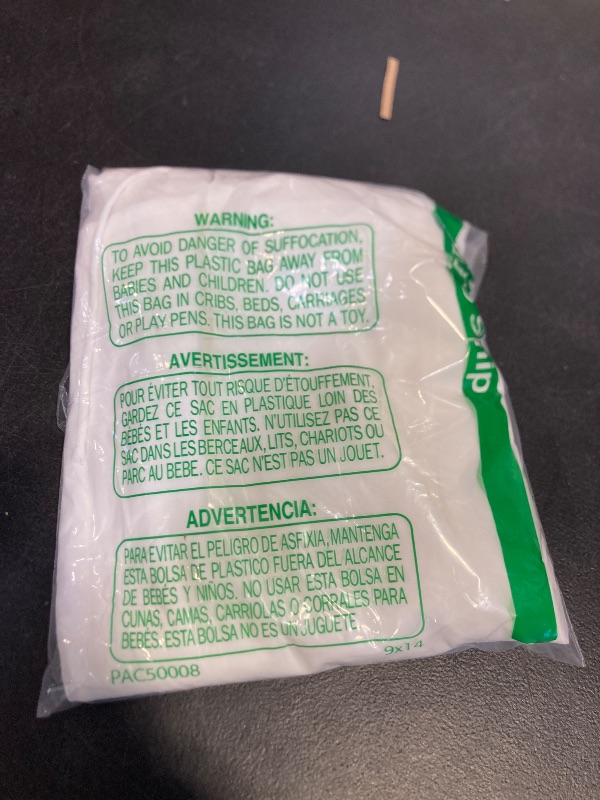 WARNING:
TO AVOID DANGER OF SUFFOCATION,
KEEP THIS PLASTIC BAG AWAY FROM
BABIES AND CHILDREN. DO NOT USE
THIS BAG IN CRIBS, BEDS, CARRIAGES
OR PLAY PENS. THIS BAG IS NOT A TOY.
AVERTISSEMENT:
POUR ÉVITER TOUT RISQUE D'ÉTOUFFEMENT,
GARDEZ CE SAC EN PLASTIQUE LOIN DES
BÉBÉS ET LES ENFANTS. N'UTILISEZ PAS CE
SAC DANS LES BERCEAUX, LITS, CHARIOTS OU
PARC AU BEBE. CE SAC N'EST PAS UN JOUET.
ADVERTENCIA:
PARA EVITAR EL PELIGRO DE ASFIXIA, MANTENGA
ESTA BOLSA DE PLASTICO FUERA DEL ALCANCE
DE BEBÉS Y NIÑOS. NO USAR ESTA BOLSA EN
CUNAS, CAMAS, CARRIOLAS O CORRALES PARA
BEBÉS. ESTA BOLSA NO ES UN JUGUETE.
PAC50008
9x14